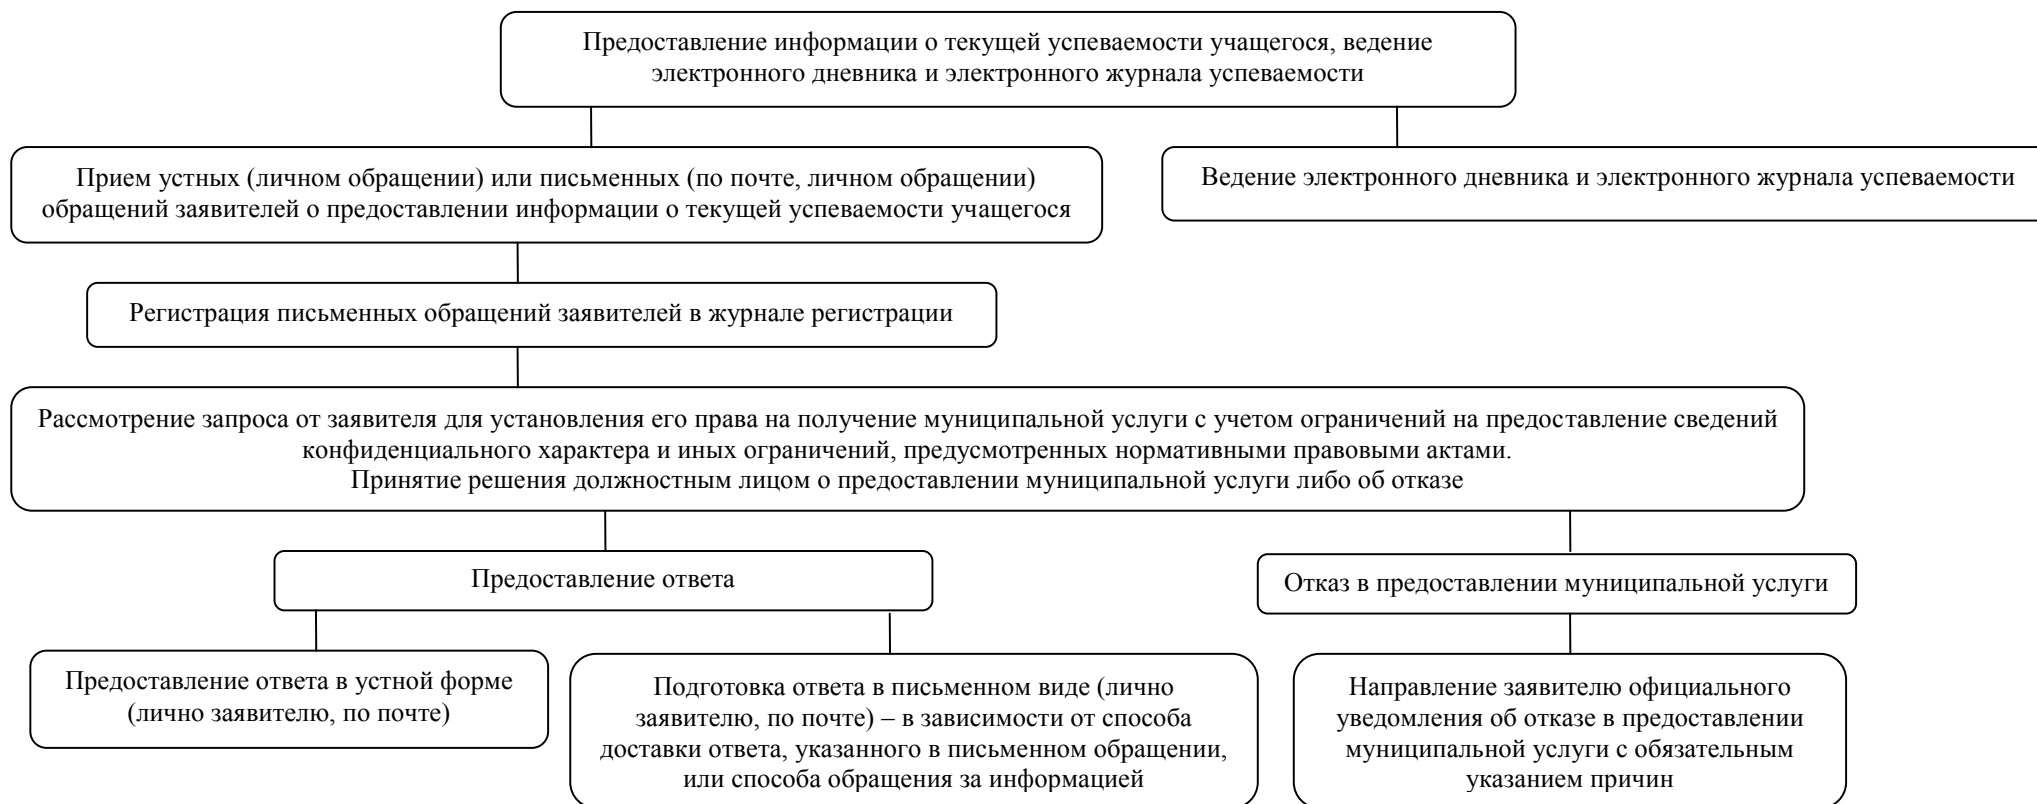 Предоставление информации о текущей успеваемости учащегося, ведение
электронного дневника и электронного журнала успеваемости
Прием устных (личном обращении) или письменных (по почте, личном обращении)
обращений заявителей о предоставлении информации о текущей успеваемости учащегося
Ведение электронного дневника и электронного журнала успеваемости
Регистрация письменных обращений заявителей в журнале регистрации
Рассмотрение запроса от заявителя для установления его права на получение муниципальной услуги с учетом ограничений на предоставление сведений
конфиденциального характера и иных ограничений, предусмотренных нормативными правовыми актами.
Принятие решения должностным лицом о предоставлении муниципальной услуги либо об отказе
Предоставление ответа
Отказ в предоставлении муниципальной услуги
Предоставление ответа в устной форме
(лично заявителю, по почте)
Подготовка ответа в письменном виде (лично
заявителю, по почте) – в зависимости от способа
доставки ответа, указанного в письменном обращении,
или способа обращения за информацией
Направление заявителю официального
уведомления об отказе в предоставлении
муниципальной услуги с обязательным
указанием причин